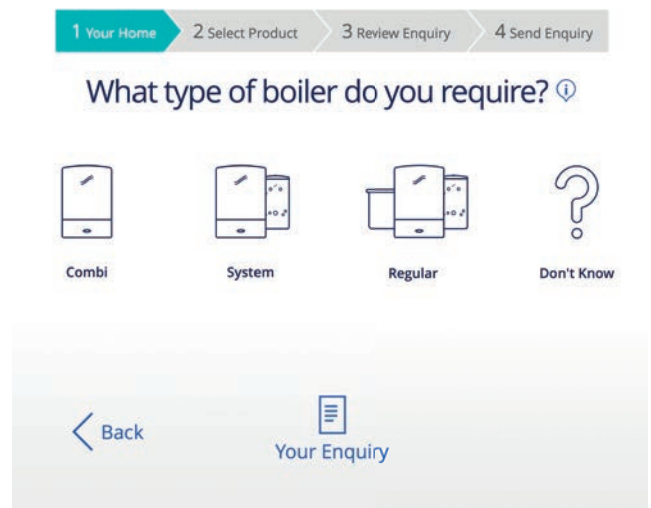 1 Your Home 2 Select Product 3 Review Enquiry 4 Send Enquiry
What type of boiler do you require?
Combi System Regular Don't Know
Back
Your Enquiry